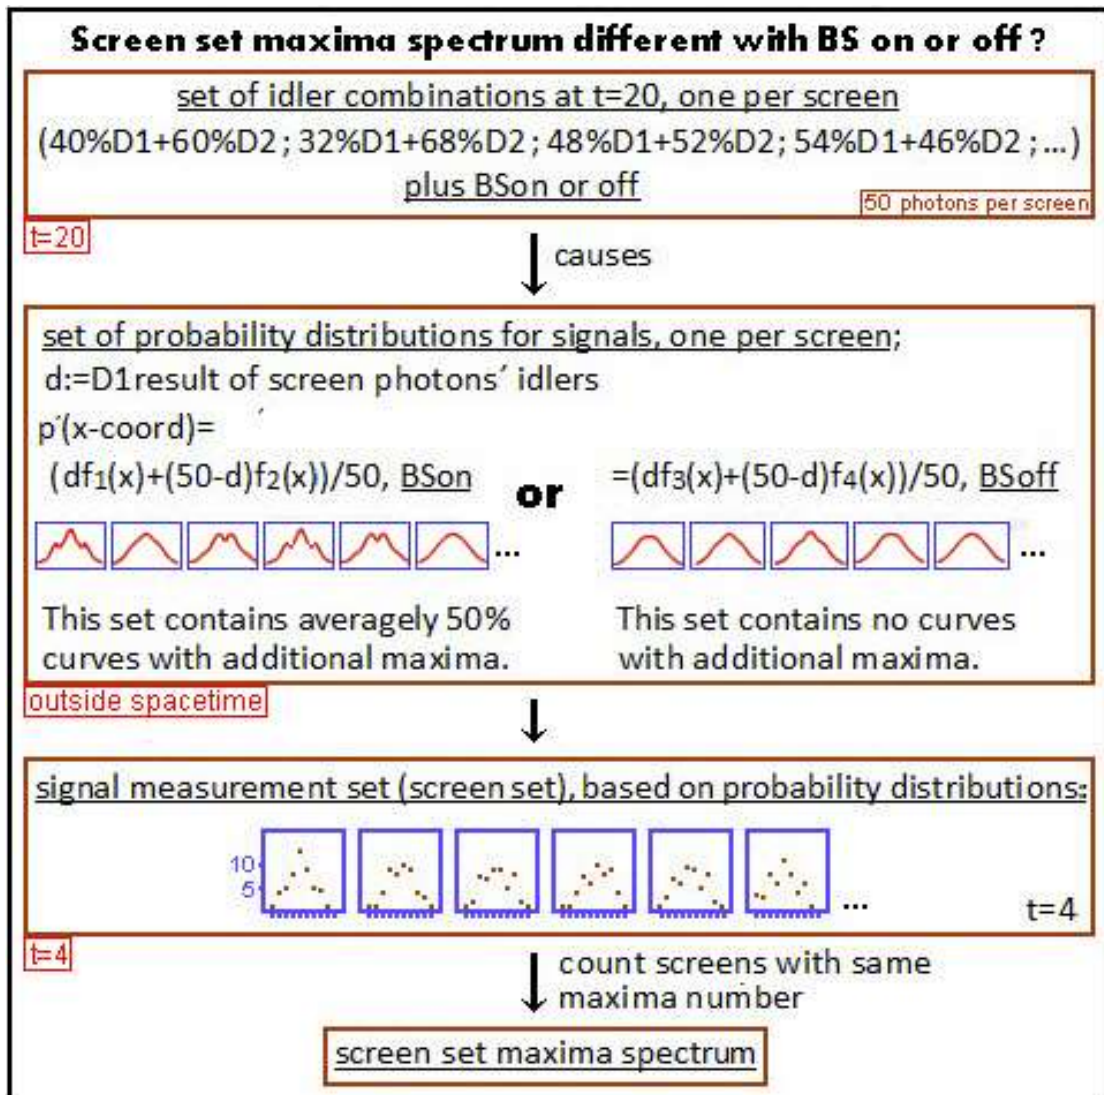 Screen set maxima spectrum different with BS on or off ?
set of idler combinations at t=20, one per screen
(40%D1+60%D2 ; 32%D1+68%D2 ; 48%D1+52%D2; 54%D1+46%D2 ; ...)
plus BSon or off
50 photons per screen
t=20
causes
set of probability distributions for signals, one per screen;
d:=D1result of screen photons´ idlers
p´(x-coord)=
(df₁(x)+(50-d)f₂(x))/50, BSon
or
=(df₃(x)+(50-d)f₄(x))/50, BSoff
...
...
This set contains averagely 50%
curves with additional maxima.
This set contains no curves
with additional maxima.
outside spacetime
signal measurement set (screen set), based on probability distributions:
10
5
...
t=4
t=4
count screens with same
maxima number
screen set maxima spectrum